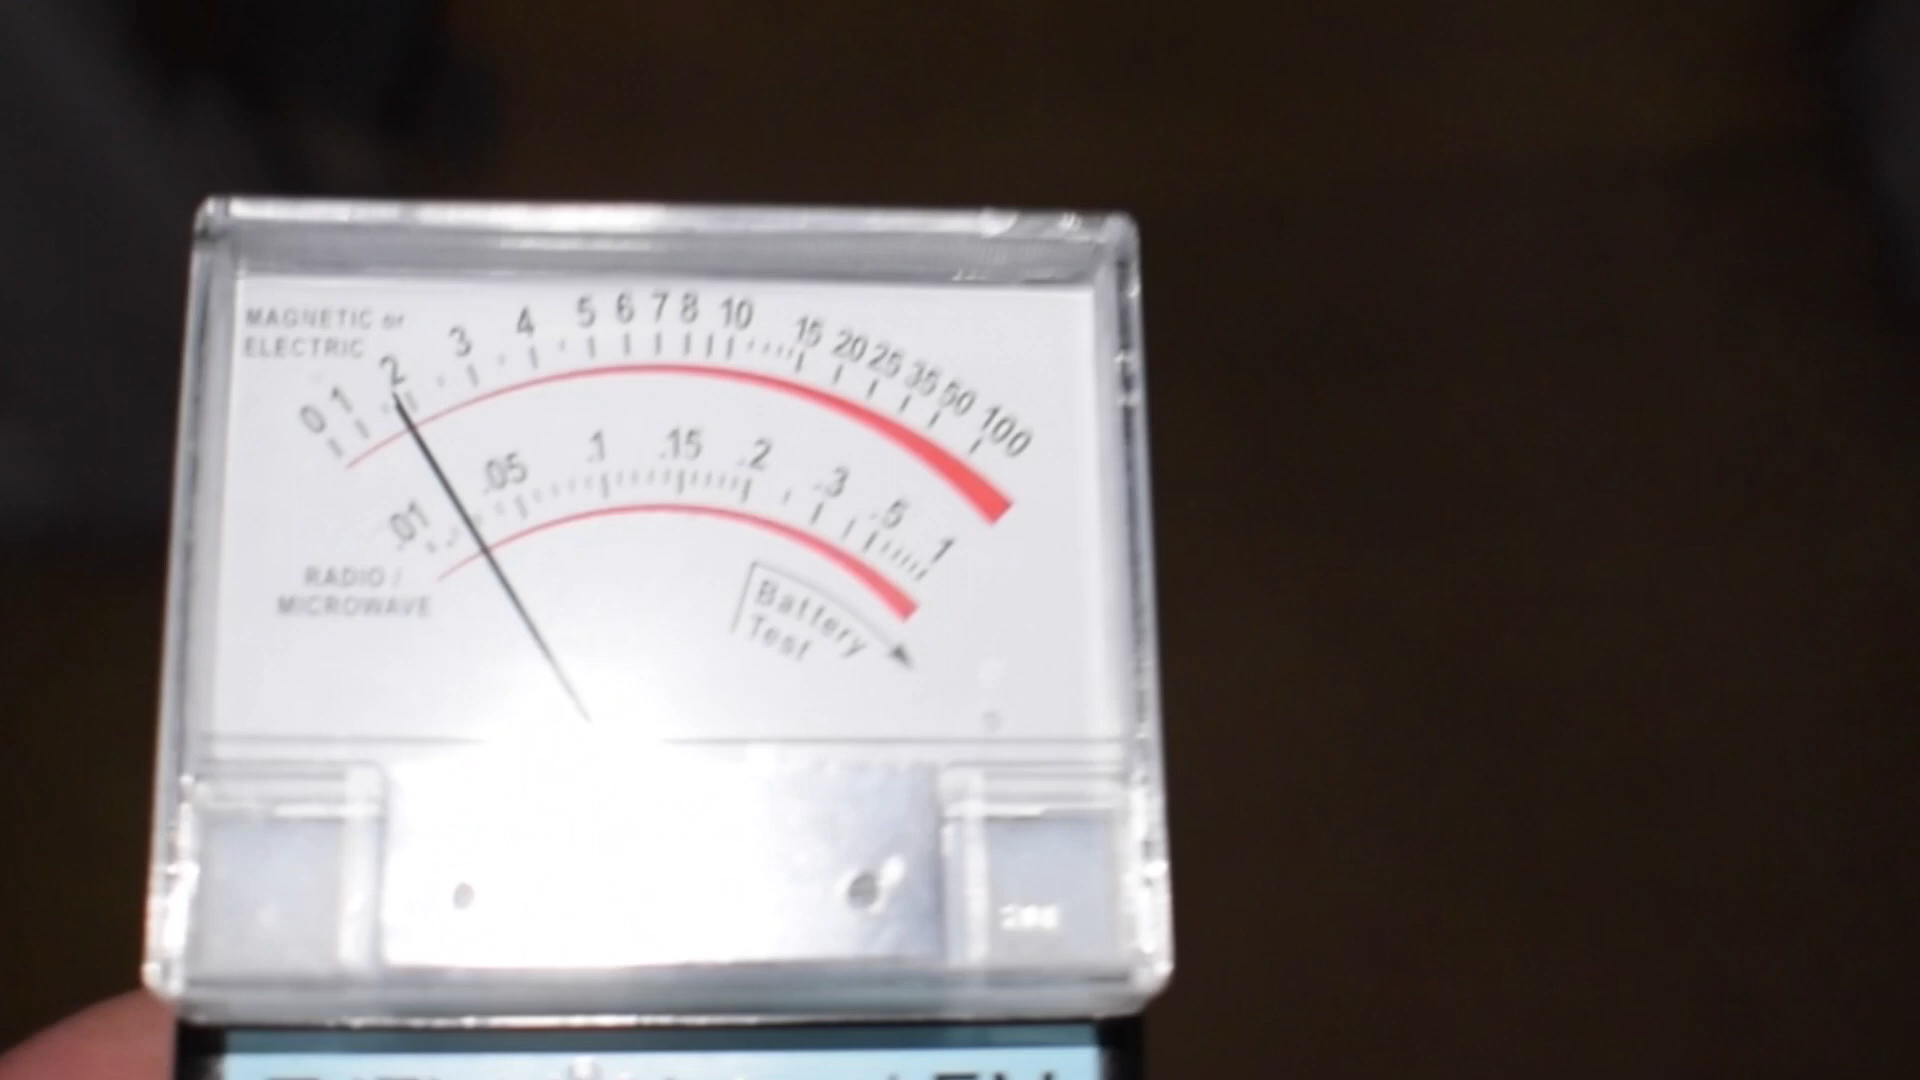 MAGNETIC or
ELECTRIC
0 1 2 3 4 5 6 7 8 10 15 20 25 35 50 100
.01 .05 .1 .15 .2 .3 .5 1
RADIO /
MICROWAVE
Battery
Test